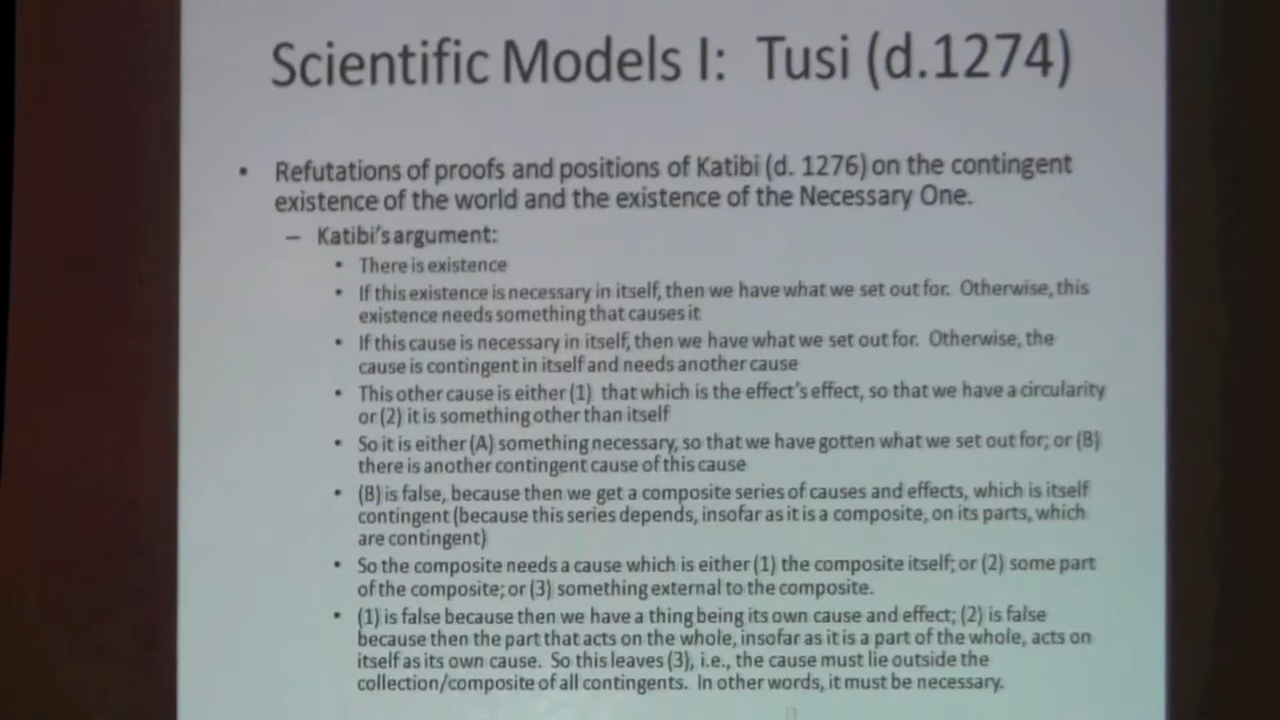 Scientific Models I: Tusi (d.1274)
• Refutations of proofs and positions of Katibi (d. 1276) on the contingent
existence of the world and the existence of the Necessary One.
– Katibi's argument:
• There is existence
• If this existence is necessary in itself, then we have what we set out for. Otherwise, this
existence needs something that causes it
• If this cause is necessary in itself, then we have what we set out for. Otherwise, the
cause is contingent in itself and needs another cause
• This other cause is either (1) that which is the effect's effect, so that we have a circularity
or (2) it is something other than itself
• So it is either (A) something necessary, so that we have gotten what we set out for; or (B)
there is another contingent cause of this cause
• (B) is false, because then we get a composite series of causes and effects, which is itself
contingent (because this series depends, insofar as it is a composite, on its parts, which
are contingent)
• So the composite needs a cause which is either (1) the composite itself; or (2) some part
of the composite; or (3) something external to the composite.
• (1) is false because then we have a thing being its own cause and effect; (2) is false
because then the part that acts on the whole, insofar as it is a part of the whole, acts on
itself as its own cause. So this leaves (3), i.e., the cause must lie outside the
collection/composite of all contingents. In other words, it must be necessary.